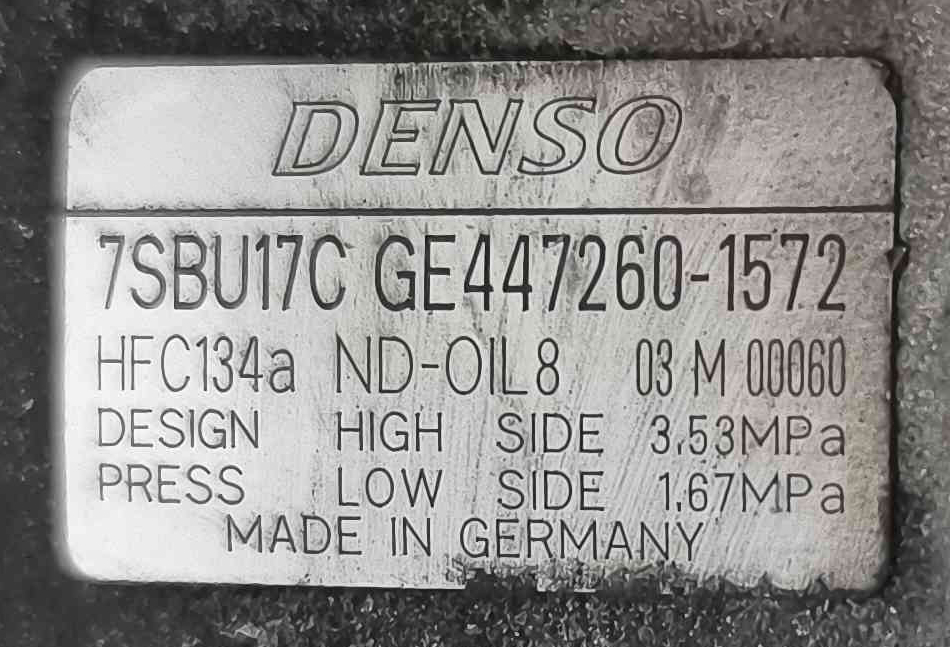 DENSO
7SBU17C GE447260-1572
HFC134a ND-OIL8 03 M 00060
DESIGN HIGH SIDE 3.53MPa
PRESS LOW SIDE 1.67MPa
MADE IN GERMANY